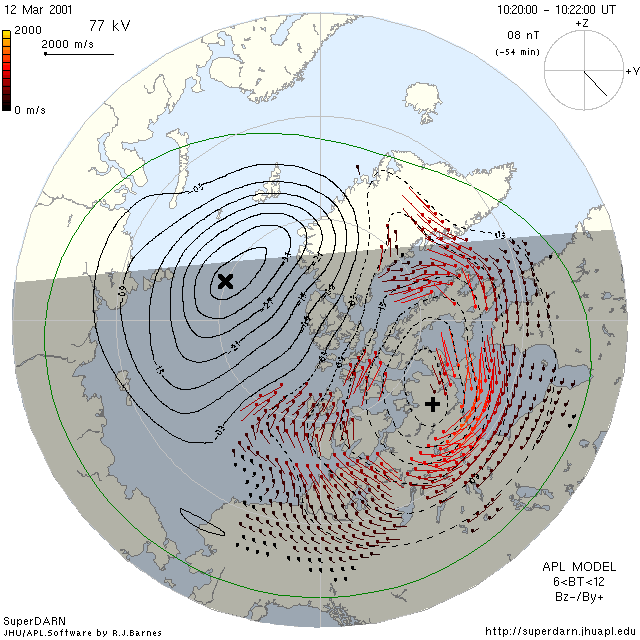 12 Mar 2001
77 kV
10:20:00 - 10:22:00 UT
2000
2000 m/s
0 m/s
08 nT
(-54 min)
+Z
+Y
APL MODEL
6<BT<12
Bz-/By+
SuperDARN
JHU/APL.Software by R.J.Barnes
http://superdarn.jhuapl.edu